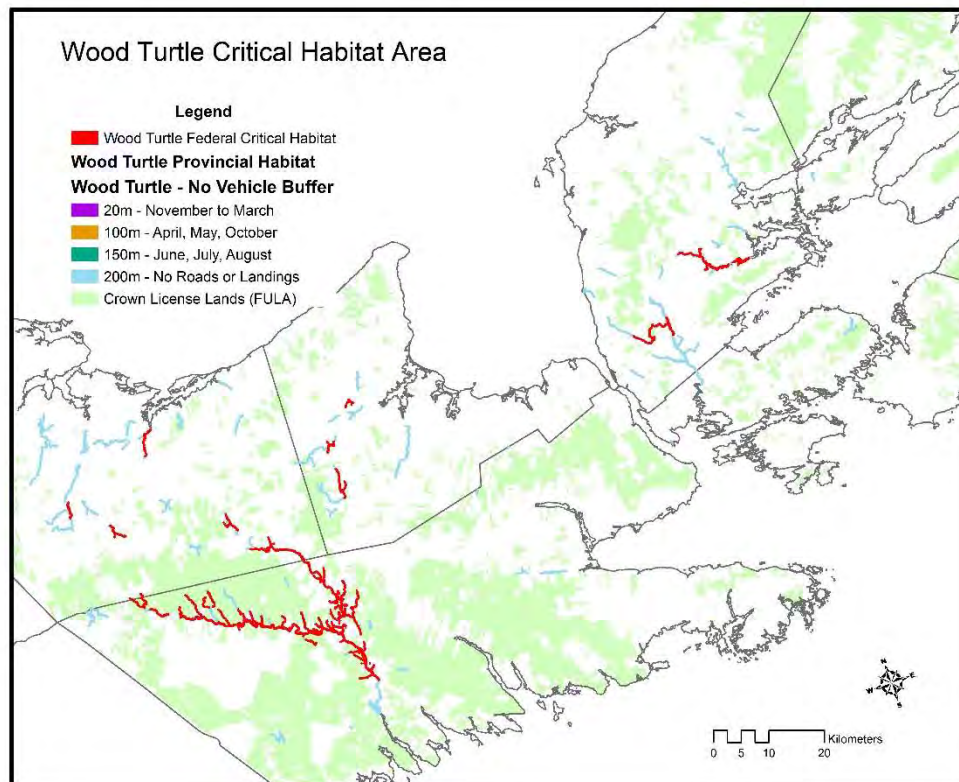 Wood Turtle Critical Habitat Area
Legend
Wood Turtle Federal Critical Habitat
Wood Turtle Provincial Habitat
Wood Turtle - No Vehicle Buffer
20m - November to March
100m - April, May, October
150m - June, July, August
200m - No Roads or Landings
Crown License Lands (FULA)
N
W E
S
Kilometers
0 5 10 20